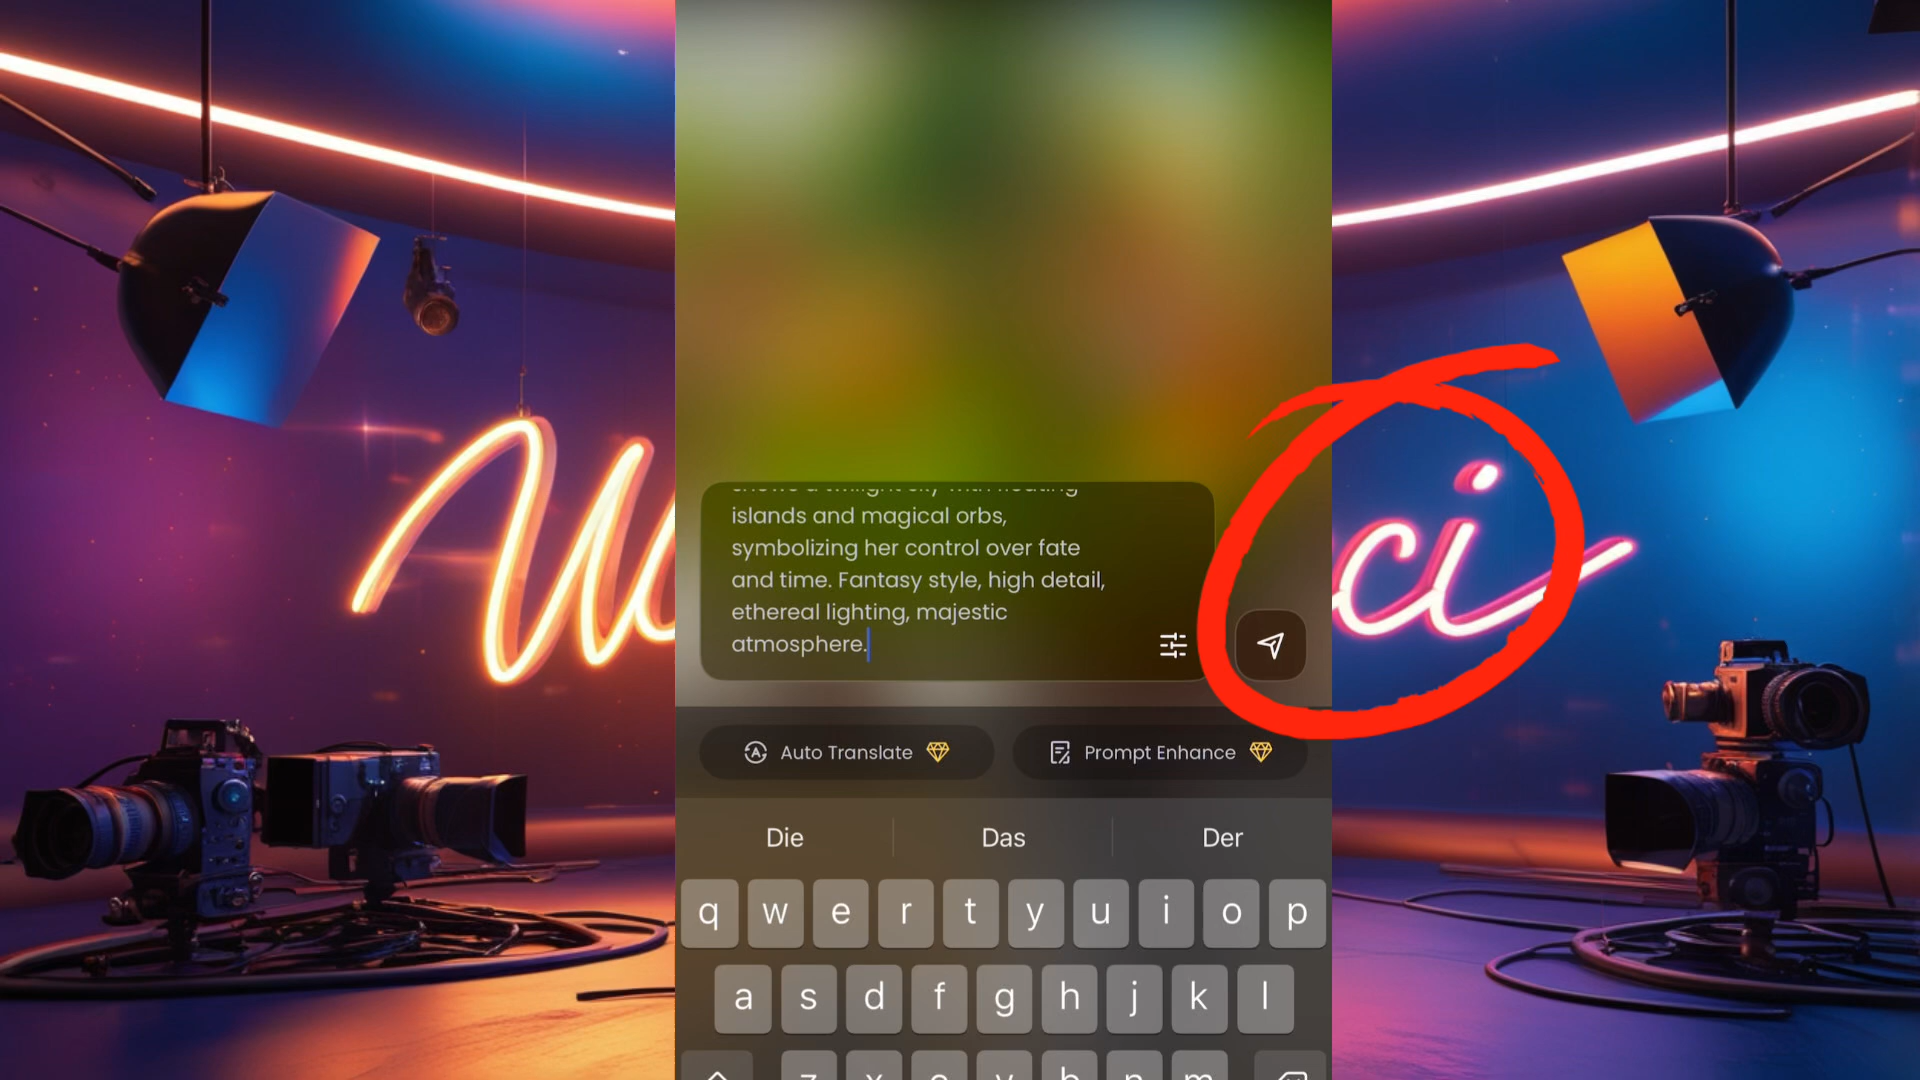 islands and magical orbs,
symbolizing her control over fate
and time. Fantasy style, high detail,
ethereal lighting, majestic
atmosphere.
Auto Translate
Prompt Enhance
Die
Das
Der
q w e r t y u i o p
a s d f g h j k l
ci